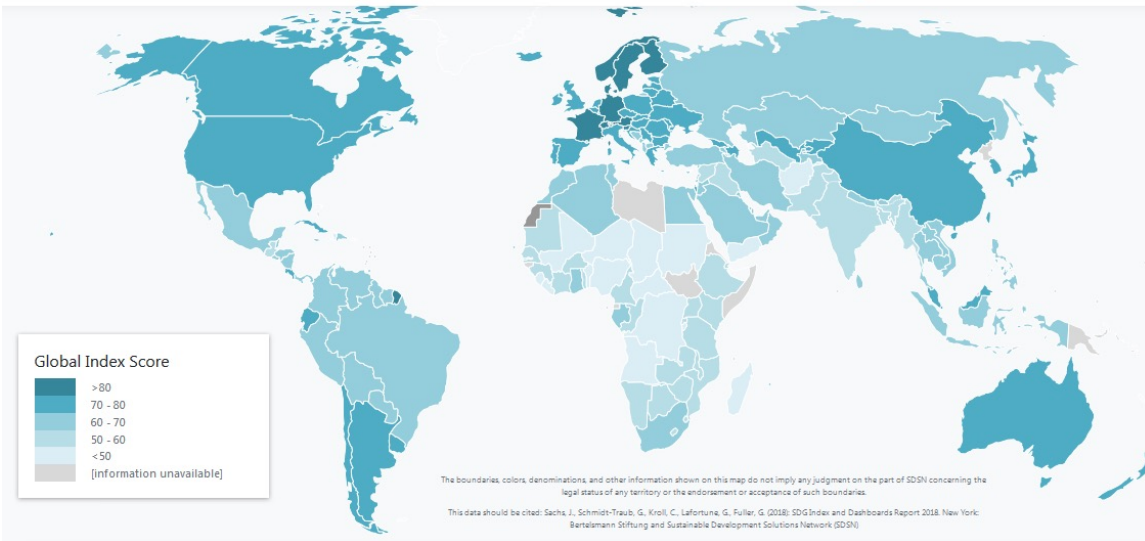 Global Index Score
>80
70 - 80
60 - 70
50 - 60
<50
[information unavailable]
The boundaries, colors, denominations, and other information shown on this map do not imply any judgment on the part of SDSN concerning the
legal status of any territory or the endorsement or acceptance of such boundaries.
This data should be cited: Sachs, J., Schmidt-Traub, G., Kroll, C., Lafortune, G., Fuller, G. (2018): SDG Index and Dashboards Report 2018. New York:
Bertelsmann Stiftung and Sustainable Development Solutions Network (SDSN)